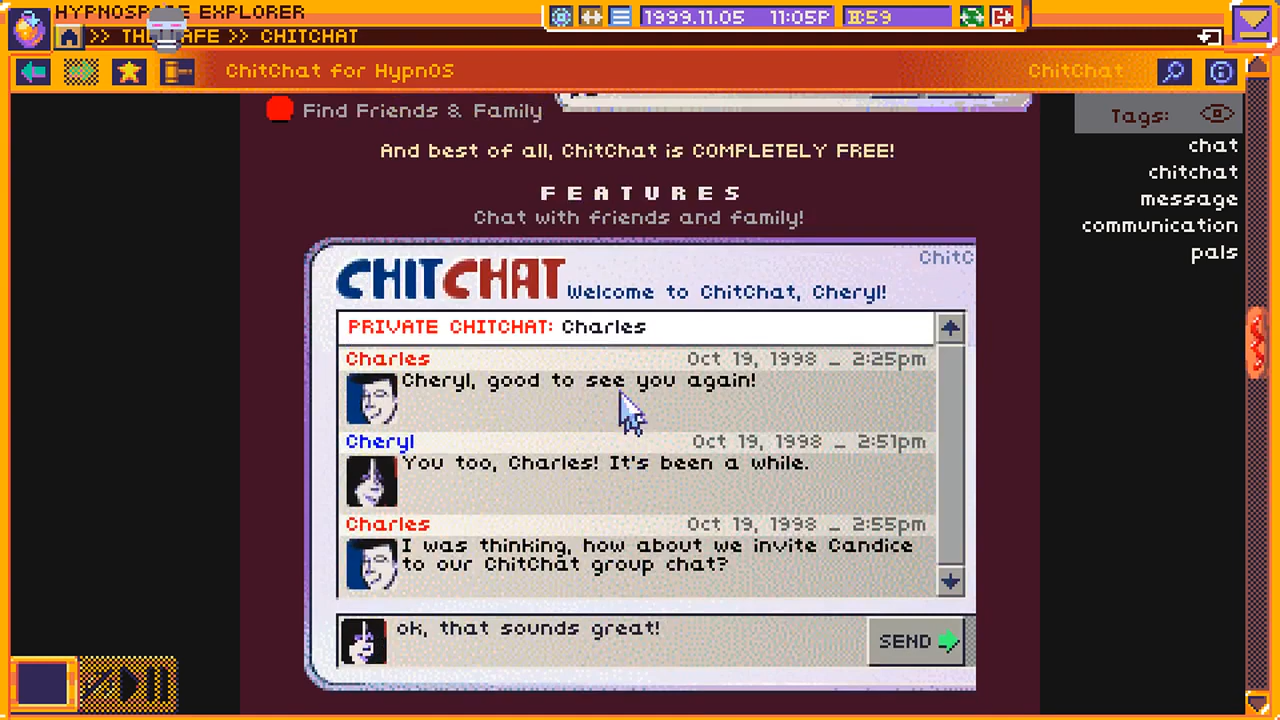 HYPNOSPACE EXPLORER
1999.11.05 11:05P
:59
>> TH AFE >> CHITCHAT
ChitChat for HypnOS
ChitChat
Find Friends & Family
Tags:
And best of all, ChitChat is COMPLETELY FREE!
chat
chitchat
message
communication
pals
FEATURES
Chat with friends and family!
ChitC
CHITCHAT Welcome to ChitChat, Cheryl!
PRIVATE CHITCHAT: Charles
Charles Oct 19, 1998 _ 2:25pm
Cheryl, good to see you again!
Cheryl Oct 19, 1998 _ 2:51pm
You too, Charles! It's been a while.
Charles Oct 19, 1998 _ 2:55pm
I was thinking, how about we invite Candice
to our ChitChat group chat?
ok, that sounds great!
SEND